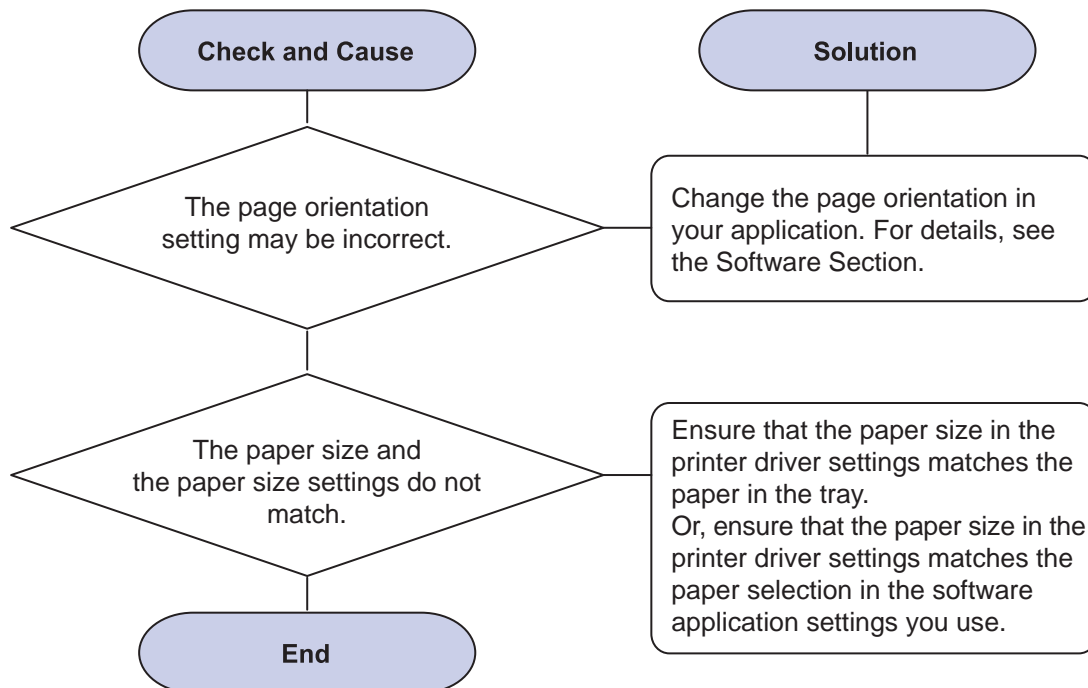 Check and Cause
Solution
The page orientation
setting may be incorrect.
Change the page orientation in
your application. For details, see
the Software Section.
The paper size and
the paper size settings do not
match.
Ensure that the paper size in the
printer driver settings matches the
paper in the tray.
Or, ensure that the paper size in the
printer driver settings matches the
paper selection in the software
application settings you use.
End